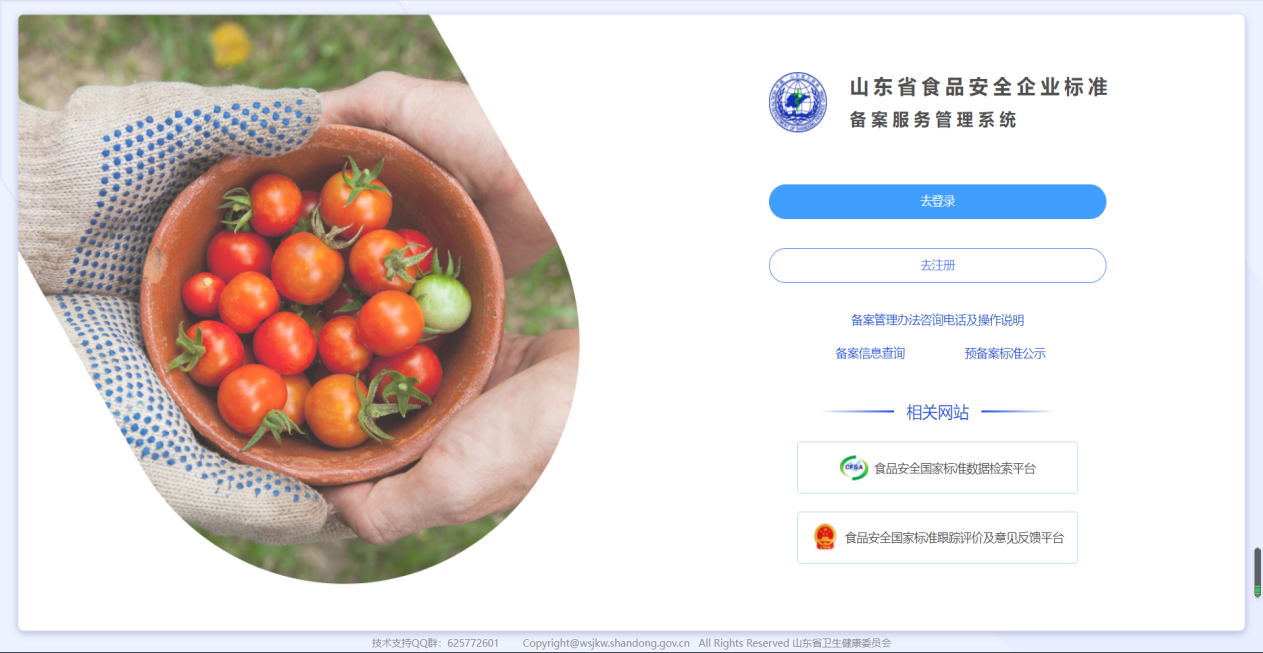 山东省食品安全企业标准
备案服务管理系统
去登录
去注册
备案管理办法咨询电话及操作说明
备案信息查询 预备案标准公示
相关网站
CFSA 食品安全国家标准数据检索平台
食品安全国家标准跟踪评价及意见反馈平台
技术支持QQ群：625772601 Copyright@wsjkw.shandong.gov.cn All Rights Reserved 山东省卫生健康委员会